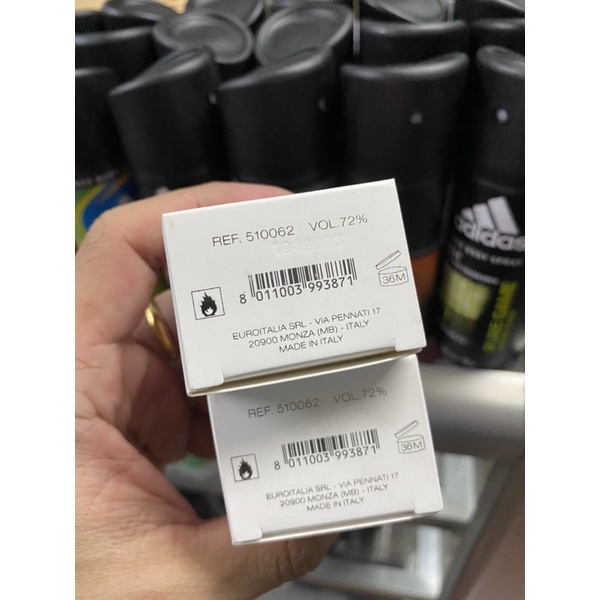 REF. 510062 VOL.72%
36M
8 011003 993871
EUROITALIA SRL - VIA PENNATI 17
20900 MONZA (MB) - ITALY
MADE IN ITALY
REF. 510062 VOL.72%
36M
8 011003 993871
EUROITALIA SRL - VIA PENNATI 17
20900 MONZA (MB) - ITALY
MADE IN ITALY
adidas
BODY SPRAY